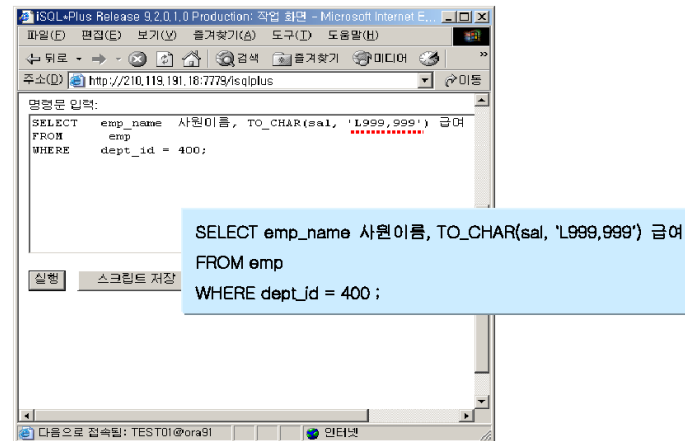 iSQL*Plus Release 9.2.0.1.0 Production: 작업 화면 - Microsoft Internet E...
파일(F) 편집(E) 보기(V) 즐겨찾기(A) 도구(T) 도움말(H)
뒤로 검색 즐겨찾기 미디어 »
주소(D) http://210.119.191.18:7779/isqlplus 이동
명령문 입력:
SELECT emp_name 사원이름, TO_CHAR(sal, 'L999,999') 급여
FROM emp
WHERE dept_id = 400;
SELECT emp_name 사원이름, TO_CHAR(sal, 'L999,999') 급여
FROM emp
WHERE dept_id = 400 ;
실행 스크립트 저장
다음으로 접속됨: TEST01@ora91 인터넷